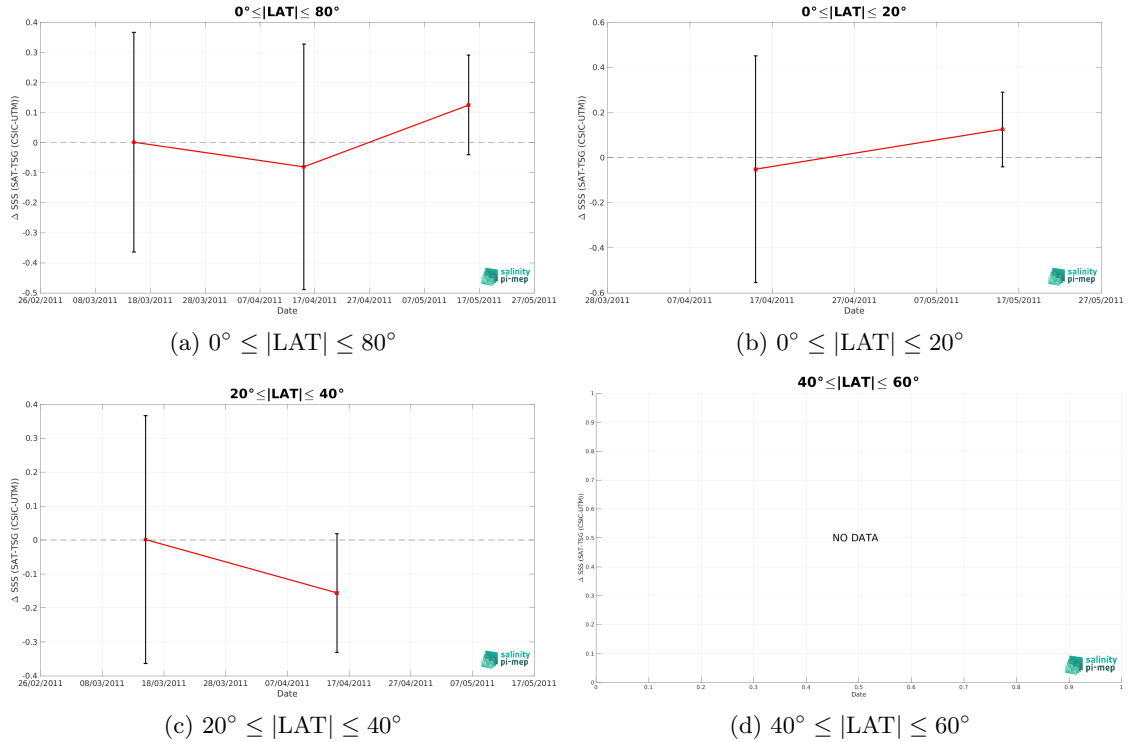 0°≤|LAT|≤ 80°
Δ SSS (SAT-TSG (CSIC-UTM))
0.4
0.3
0.2
0.1
0
-0.1
-0.2
-0.3
-0.4
-0.5
26/02/2011 08/03/2011 18/03/2011 28/03/2011 07/04/2011 17/04/2011 27/04/2011 07/05/2011 17/05/2011 27/05/2011
Date
salinity
pi-mep
(a) 0° ≤ |LAT| ≤ 80°
0°≤|LAT|≤ 20°
Δ SSS (SAT-TSG (CSIC-UTM))
0.6
0.4
0.2
0
-0.2
-0.4
-0.6
28/03/2011 07/04/2011 17/04/2011 27/04/2011 07/05/2011 17/05/2011 27/05/2011
Date
salinity
pi-mep
(b) 0° ≤ |LAT| ≤ 20°
20°≤|LAT|≤ 40°
Δ SSS (SAT-TSG (CSIC-UTM))
0.4
0.3
0.2
0.1
0
-0.1
-0.2
-0.3
-0.4
26/02/2011 08/03/2011 18/03/2011 28/03/2011 07/04/2011 17/04/2011 27/04/2011 07/05/2011 17/05/2011
Date
salinity
pi-mep
(c) 20° ≤ |LAT| ≤ 40°
40°≤|LAT|≤ 60°
Δ SSS (SAT-TSG (CSIC-UTM))
1
0.9
0.8
0.7
0.6
0.5
0.4
0.3
0.2
0.1
0
NO DATA
0 0.1 0.2 0.3 0.4 0.5 0.6 0.7 0.8 0.9 1
Date
salinity
pi-mep
(d) 40° ≤ |LAT| ≤ 60°